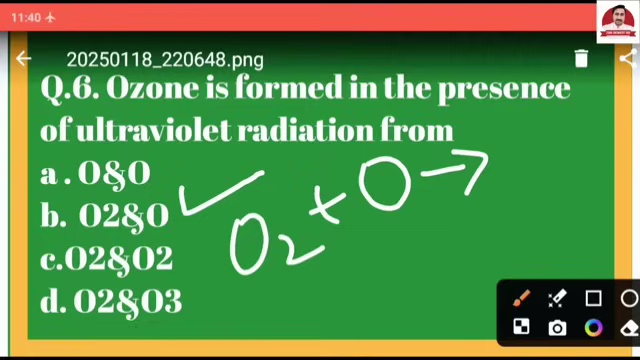 11:40
20250118_220648.png
Q.6. Ozone is formed in the presence
of ultraviolet radiation from
a . O&O
b. O2&O
c.O2&O2
d. O2&O3
O2 + O →